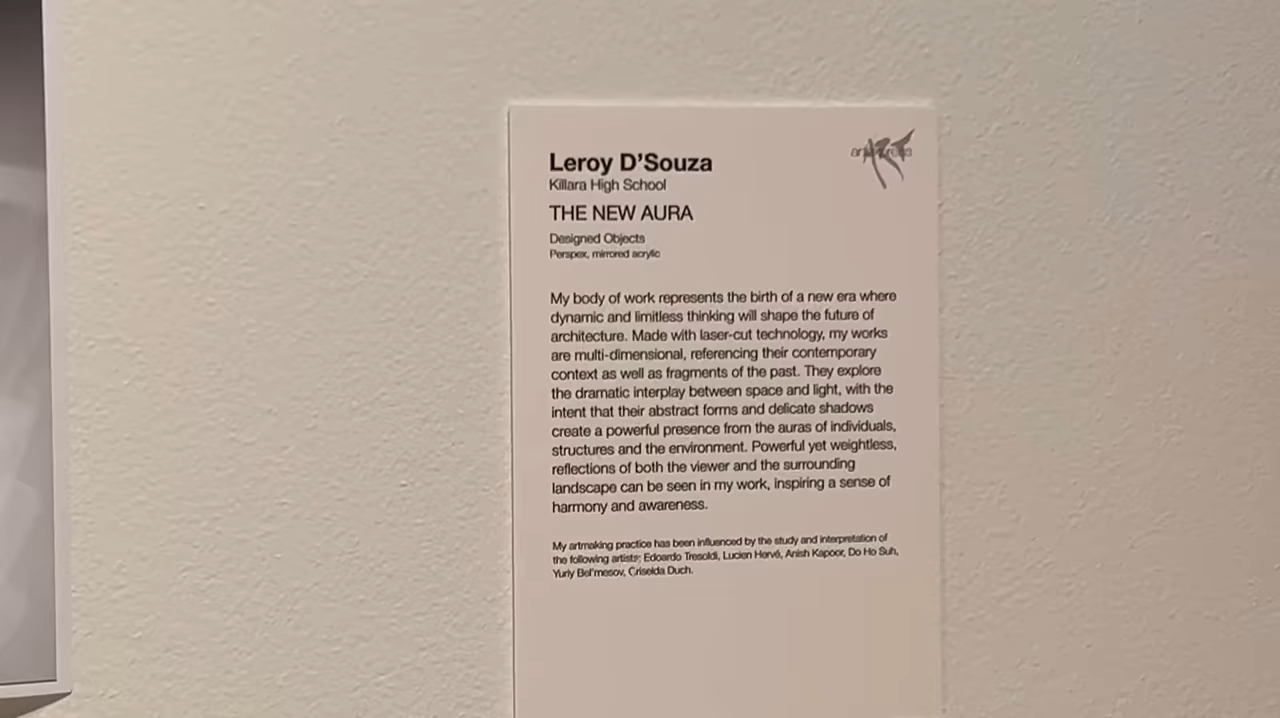 Leroy D'Souza
ART
Killara High School
THE NEW AURA
Designed Objects
Perspex, mirrored acrylic
My body of work represents the birth of a new era where
dynamic and limitless thinking will shape the future of
architecture. Made with laser-cut technology, my works
are multi-dimensional, referencing their contemporary
context as well as fragments of the past. They explore
the dramatic interplay between space and light, with the
intent that their abstract forms and delicate shadows
create a powerful presence from the auras of individuals,
structures and the environment. Powerful yet weightless,
reflections of both the viewer and the surrounding
landscape can be seen in my work, inspiring a sense of
harmony and awareness.
My artmaking practice has been influenced by the study and interpretation of
the following artists: Edoardo Tresoldi, Lucien Hervé, Anish Kapoor, Do Ho Suh,
Yuriy Bel'mesov, Criselda Duch.